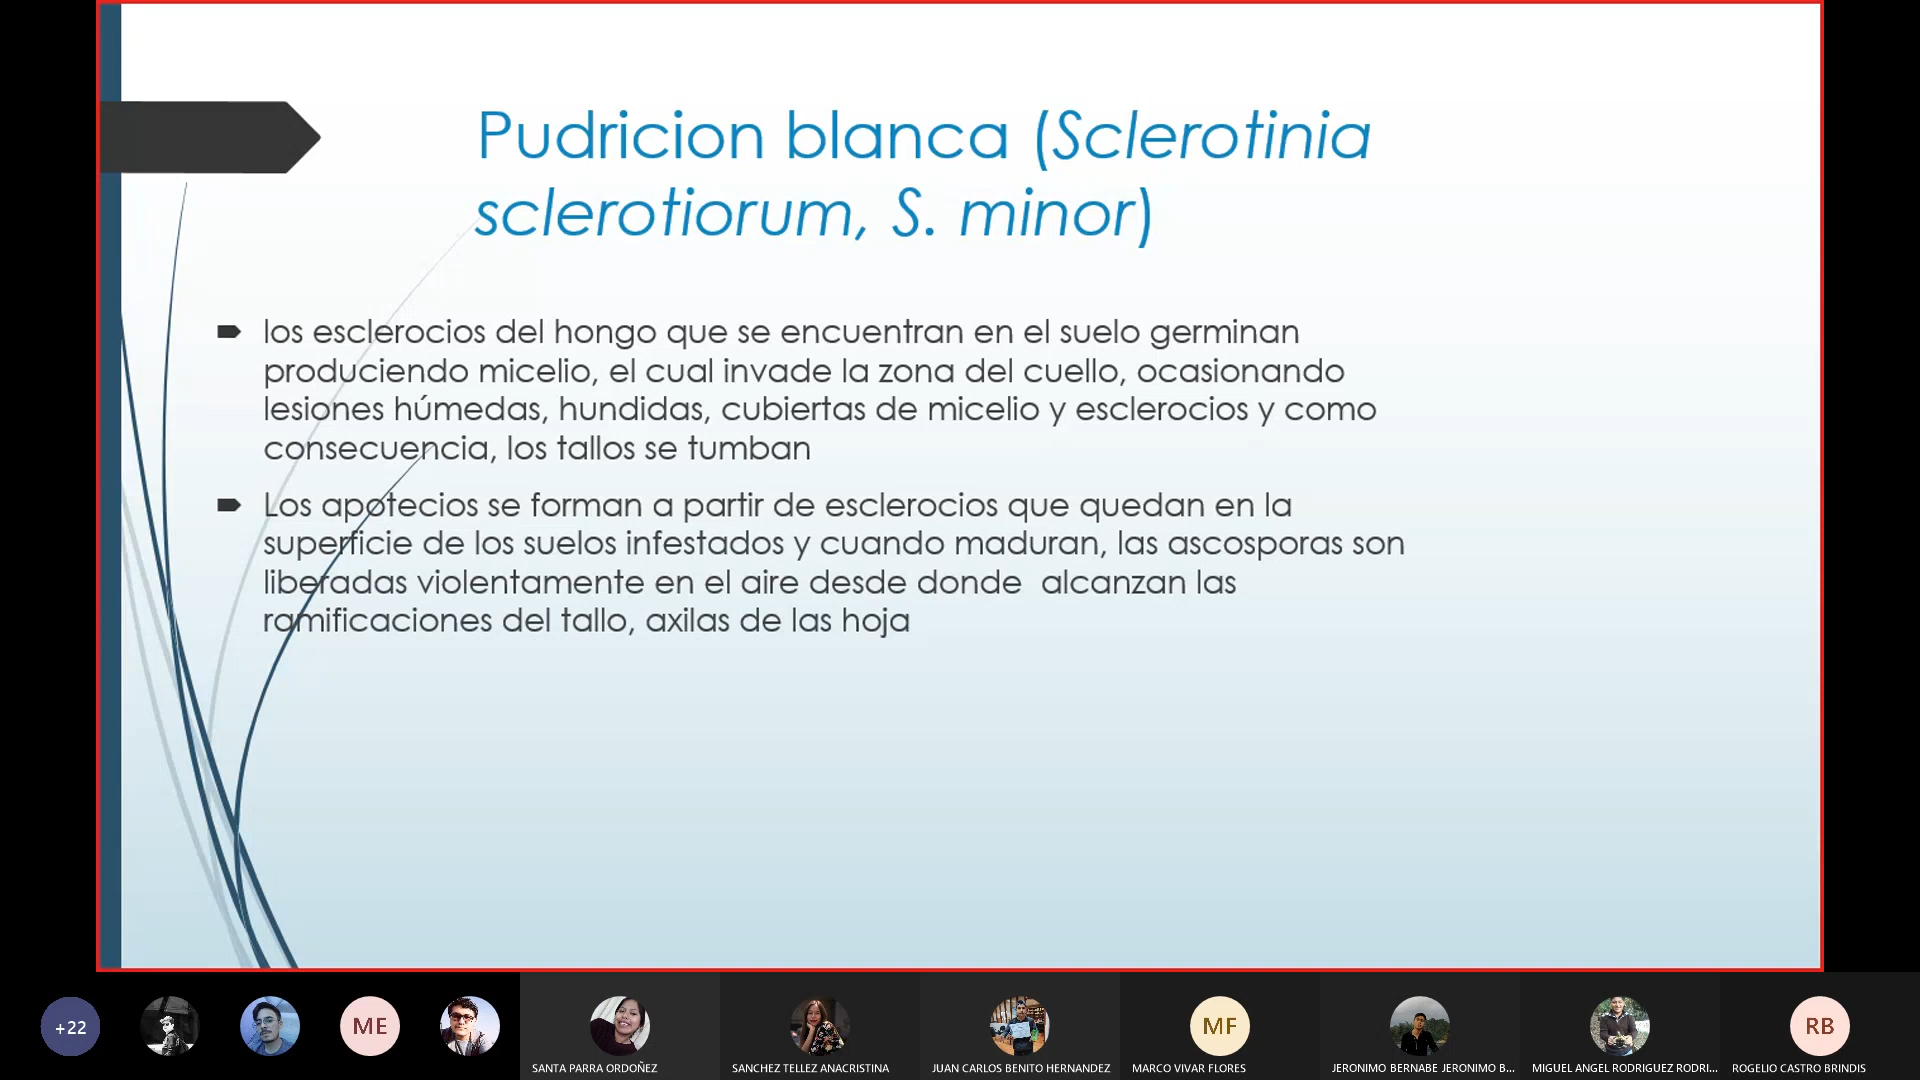 Pudricion blanca (Sclerotinia
sclerotiorum, S. minor)
los esclerocios del hongo que se encuentran en el suelo germinan
produciendo micelio, el cual invade la zona del cuello, ocasionando
lesiones húmedas, hundidas, cubiertas de micelio y esclerocios y como
consecuencia, los tallos se tumban
Los apotecios se forman a partir de esclerocios que quedan en la
superficie de los suelos infestados y cuando maduran, las ascosporas son
liberadas violentamente en el aire desde donde  alcanzan las
ramificaciones del tallo, axilas de las hoja
+22
ME
MF
RB
SANTA PARRA ORDOÑEZ
SANCHEZ TELLEZ ANACRISTINA
JUAN CARLOS BENITO HERNANDEZ
MARCO VIVAR FLORES
JERONIMO BERNABE JERONIMO B...
MIGUEL ANGEL RODRIGUEZ RODRI...
ROGELIO CASTRO BRINDIS